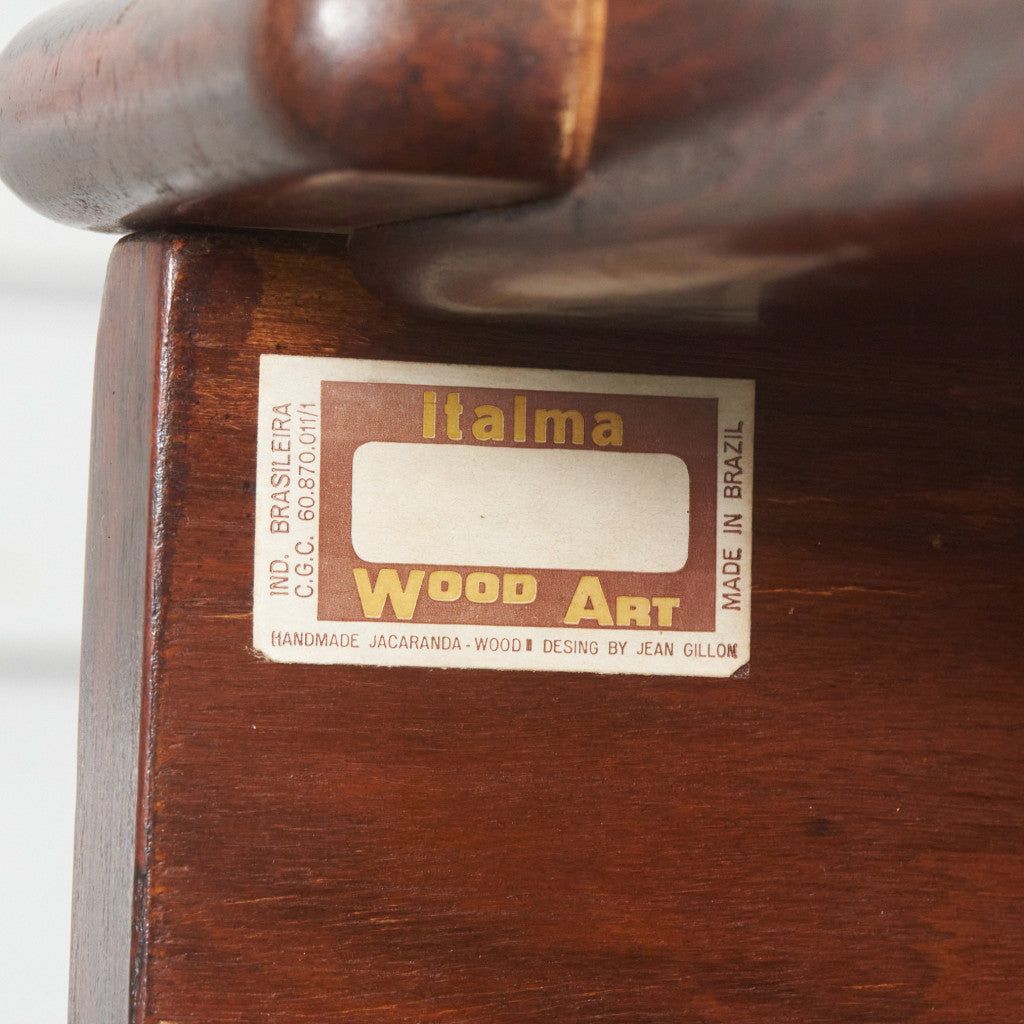 Italma
WOOD ART
IND. BRASILEIRA
C.G.C. 60.870.011/1
MADE IN BRAZIL
HANDMADE JACARANDA-WOOD DESING BY JEAN GILLON